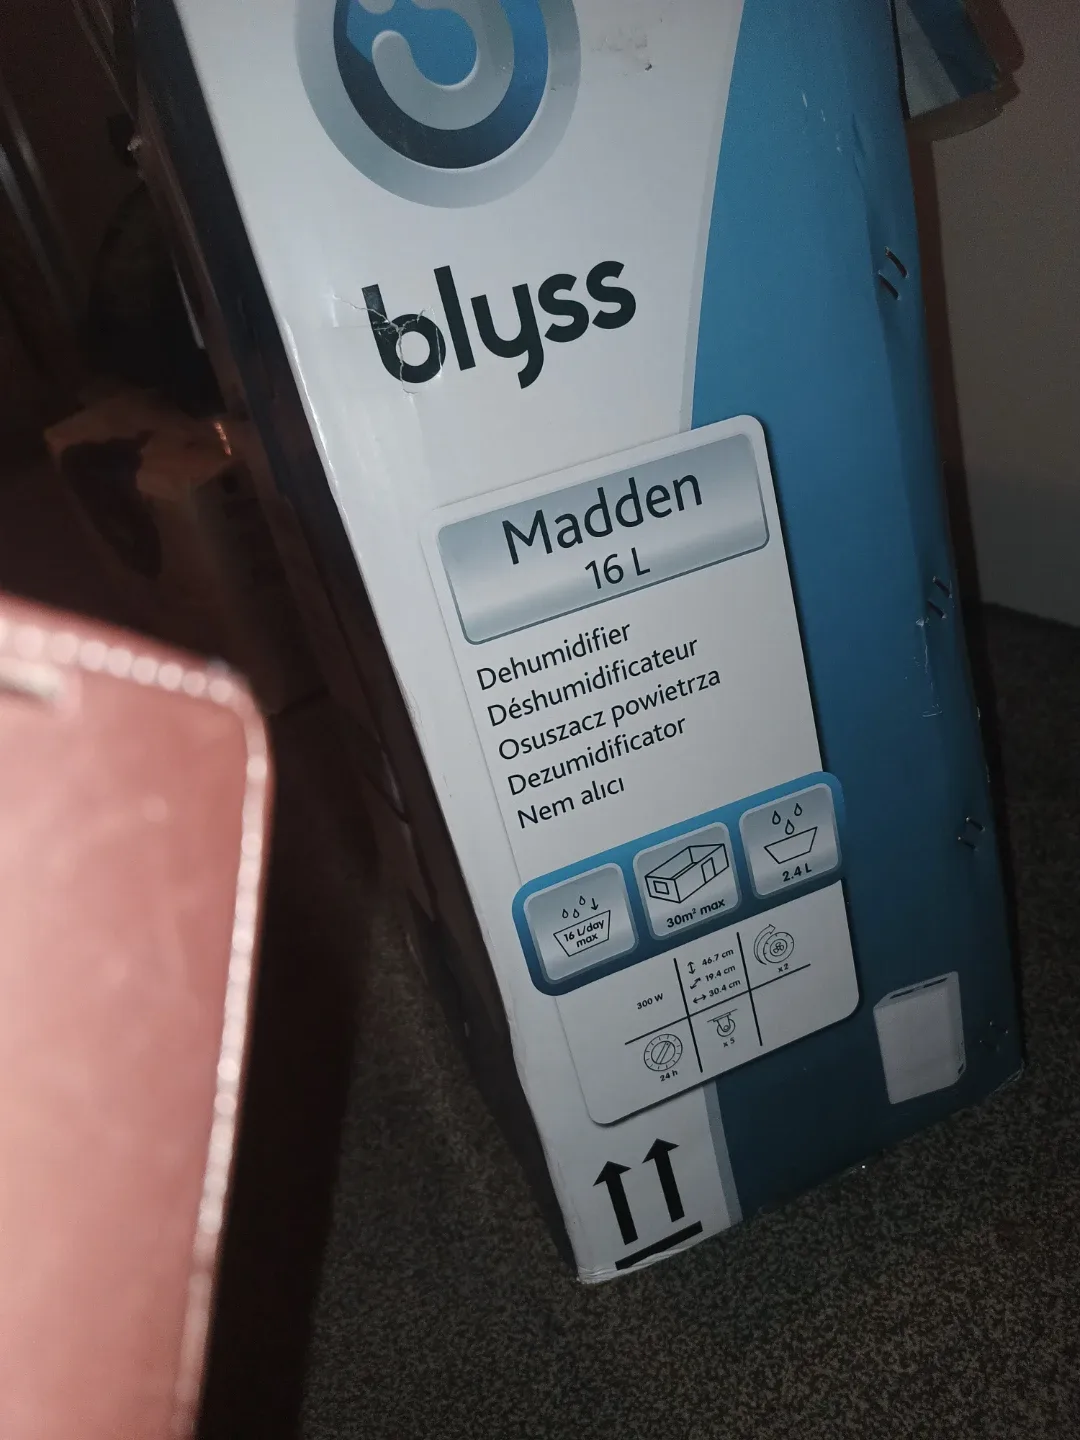 blyss
Madden
16 L
Dehumidifier
Déshumidificateur
Osuszacz powietrza
Dezumidificator
Nem alıcı
16 L/day
max
30m² max
2.4 L
300 W
46.7 cm
19.4 cm
30.4 cm
x2
24 h
x 5